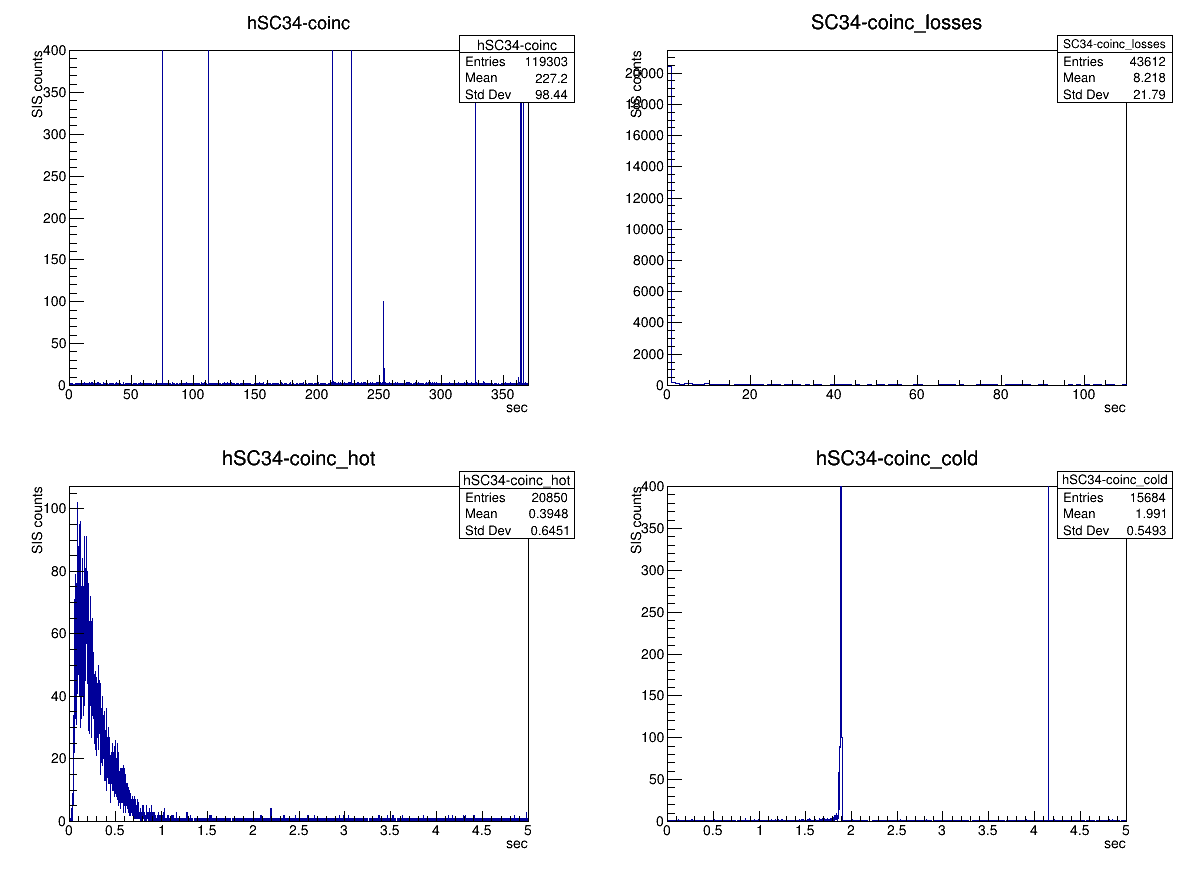 hSC34-coinc
SIS counts
400
350
300
250
200
150
100
50
0
0 50 100 150 200 250 300 350
sec
hSC34-coinc
Entries 119303
Mean 227.2
Std Dev 98.44
SC34-coinc_losses
SIS counts
20000
18000
16000
14000
12000
10000
8000
6000
4000
2000
0
0 20 40 60 80 100
sec
SC34-coinc_losses
Entries 43612
Mean 8.218
Std Dev 21.79
hSC34-coinc_hot
SIS counts
100
80
60
40
20
0
0 0.5 1 1.5 2 2.5 3 3.5 4 4.5 5
sec
hSC34-coinc_hot
Entries 20850
Mean 0.3948
Std Dev 0.6451
hSC34-coinc_cold
SIS counts
400
350
300
250
200
150
100
50
0
0 0.5 1 1.5 2 2.5 3 3.5 4 4.5 5
sec
hSC34-coinc_cold
Entries 15684
Mean 1.991
Std Dev 0.5493